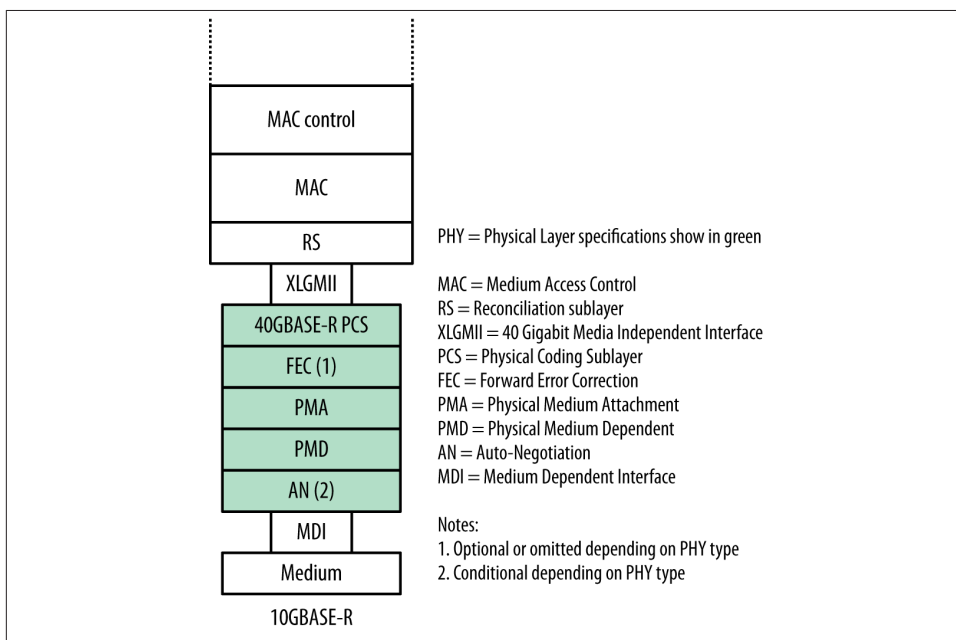 MAC control
MAC
RS
XLGMII
40GBASE-R PCS
FEC (1)
PMA
PMD
AN (2)
MDI
Medium
10GBASE-R
PHY = Physical Layer specifications show in green
MAC = Medium Access Control
RS = Reconciliation sublayer
XLGMII = 40 Gigabit Media Independent Interface
PCS = Physical Coding Sublayer
FEC = Forward Error Correction
PMA = Physical Medium Attachment
PMD = Physical Medium Dependent
AN = Auto-Negotiation
MDI = Medium Dependent Interface
Notes:
1. Optional or omitted depending on PHY type
2. Conditional depending on PHY type